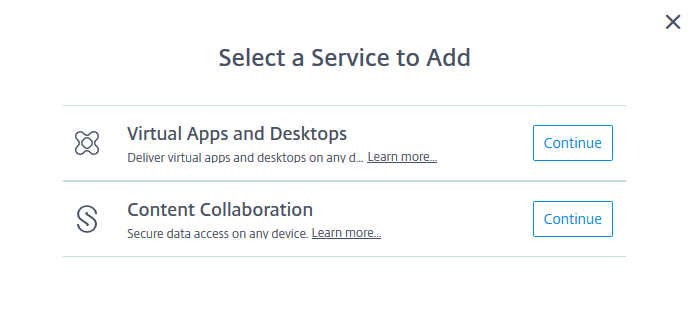 Select a Service to Add
Virtual Apps and Desktops
Deliver virtual apps and desktops on any d... Learn more...
Continue
Content Collaboration
Secure data access on any device. Learn more...
Continue